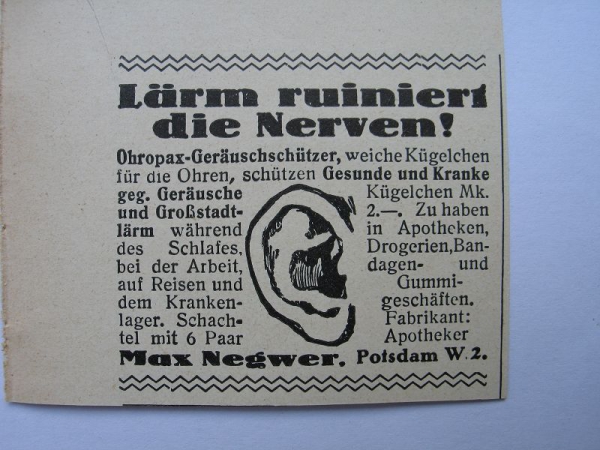 Lärm ruiniert
die Nerven!
Ohropax-Geräuschschützer, weiche Kügelchen
für die Ohren, schützen Gesunde und Kranke
geg. Geräusche
und Großstadt-
lärm während
des Schlafes,
bei der Arbeit,
auf Reisen und
dem Kranken-
lager. Schach-
tel mit 6 Paar
Kügelchen Mk.
2.—. Zu haben
in Apotheken,
Drogerien, Ban-
dagen- und
Gummi-
geschäften.
Fabrikant:
Apotheker
Max Negwer, Potsdam W. 2.